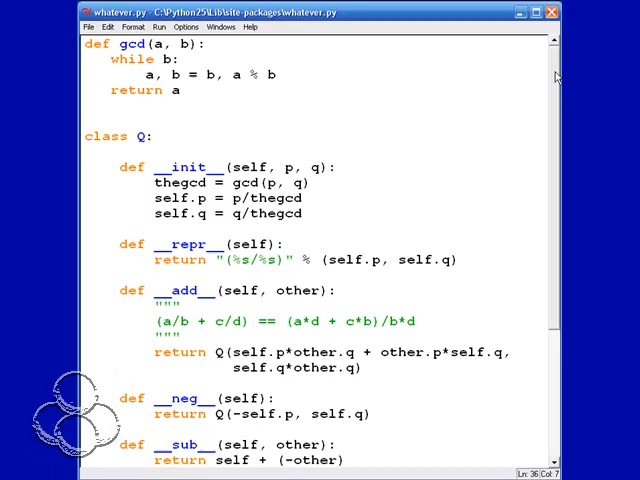 whatever.py - C:\Python25\Lib\site-packages\whatever.py
File Edit Format Run Options Windows Help
def gcd(a, b):
    while b:
        a, b = b, a % b
    return a
class Q:
    def __init__(self, p, q):
        thegcd = gcd(p, q)
        self.p = p/thegcd
        self.q = q/thegcd
    def __repr__(self):
        return "(%s/%s)" % (self.p, self.q)
    def __add__(self, other):
        """
        (a/b + c/d) == (a*d + c*b)/b*d
        """
        return Q(self.p*other.q + other.p*self.q,
                 self.q*other.q)
    def __neg__(self):
        return Q(-self.p, self.q)
    def __sub__(self, other):
        return self + (-other)
Ln: 36 Col: 7